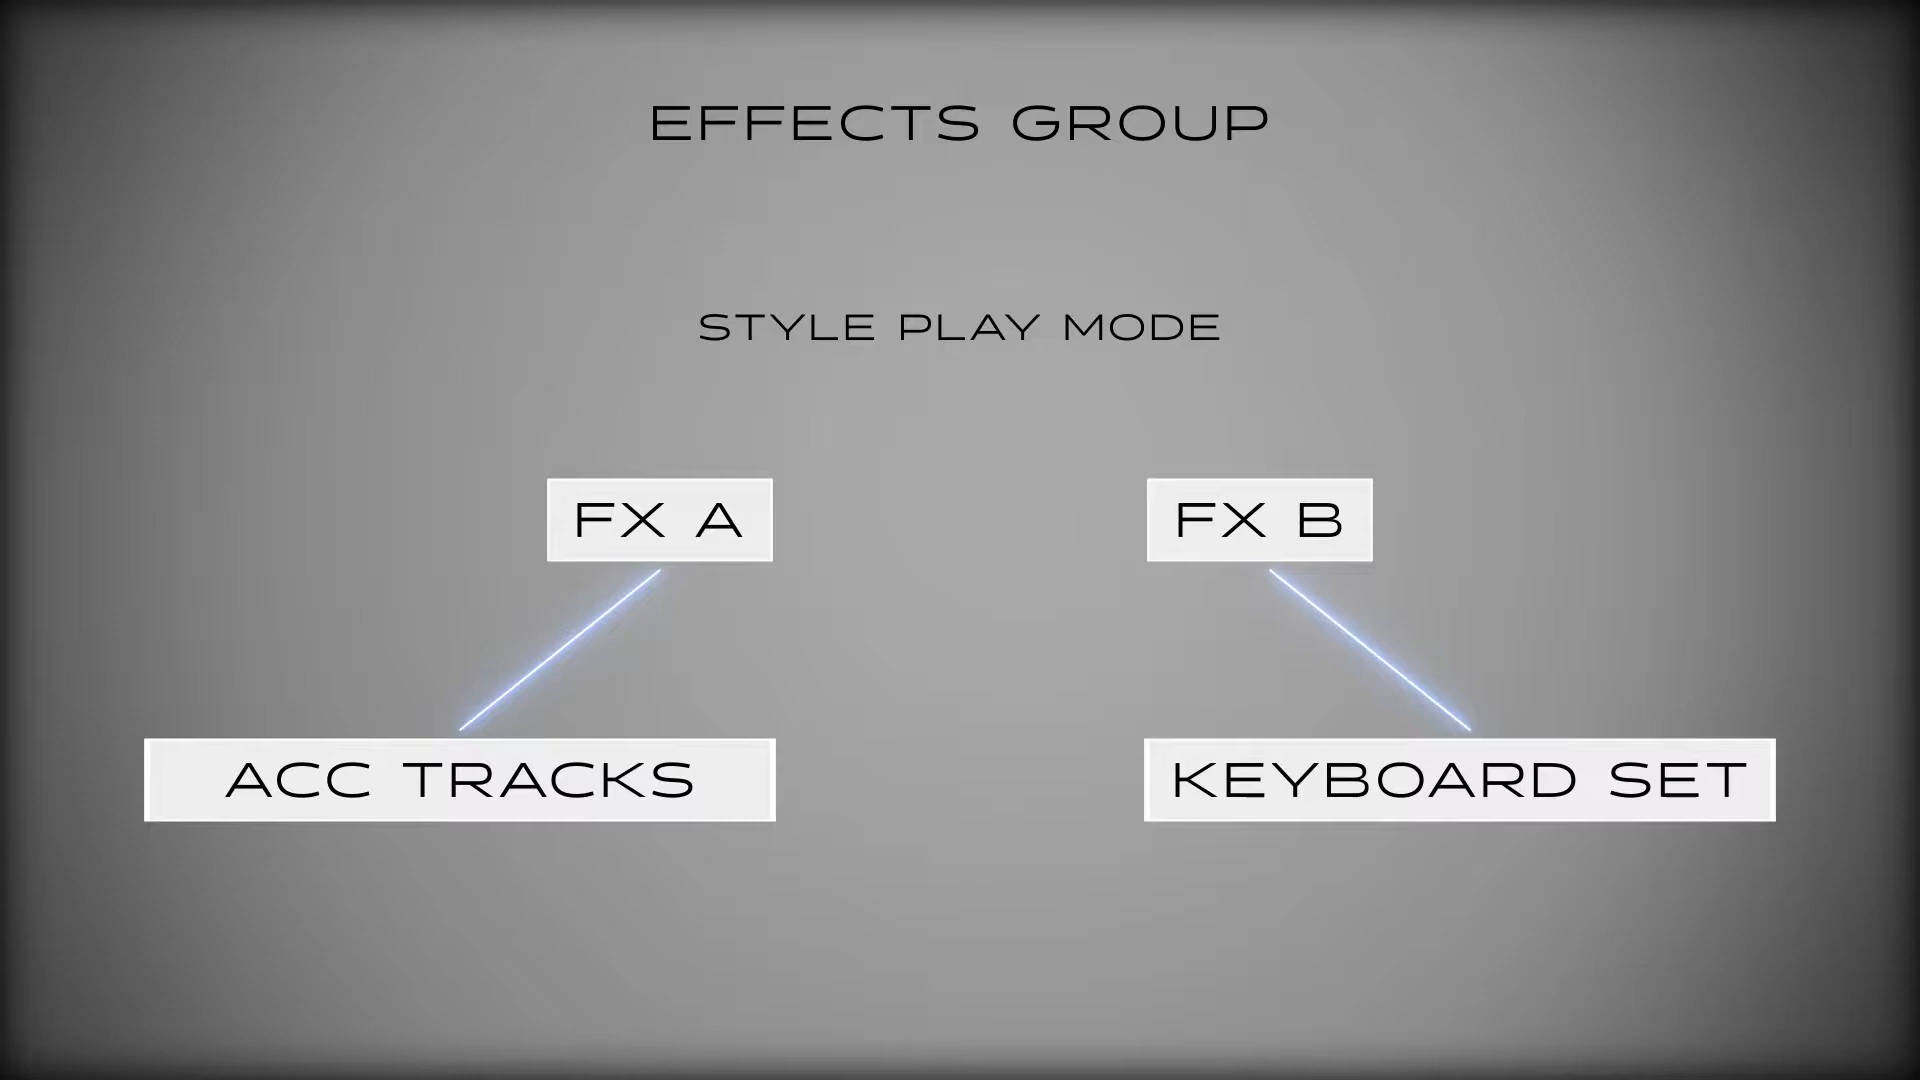 EFFECTS GROUP
STYLE PLAY MODE
FX A
FX B
ACC TRACKS
KEYBOARD SET